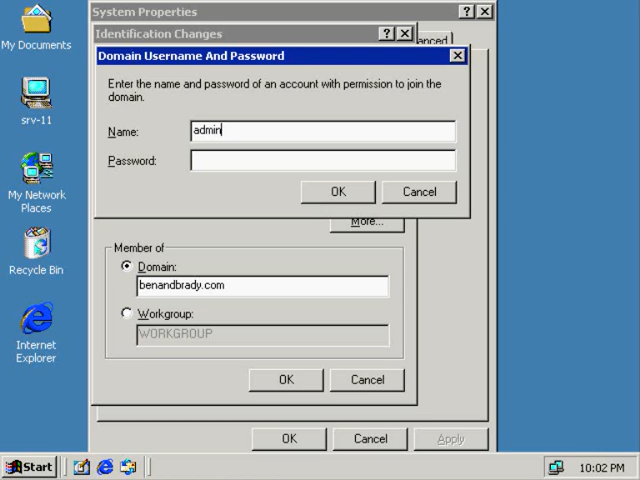 System Properties
Identification Changes
anced
Domain Username And Password
Enter the name and password of an account with permission to join the
domain.
Name:
admin
Password:
OK
Cancel
More...
Member of
Domain:
benandbrady.com
Workgroup:
WORKGROUP
OK
Cancel
OK
Cancel
Apply
My Documents
srv-11
My Network
Places
Recycle Bin
Internet
Explorer
Start
10:02 PM